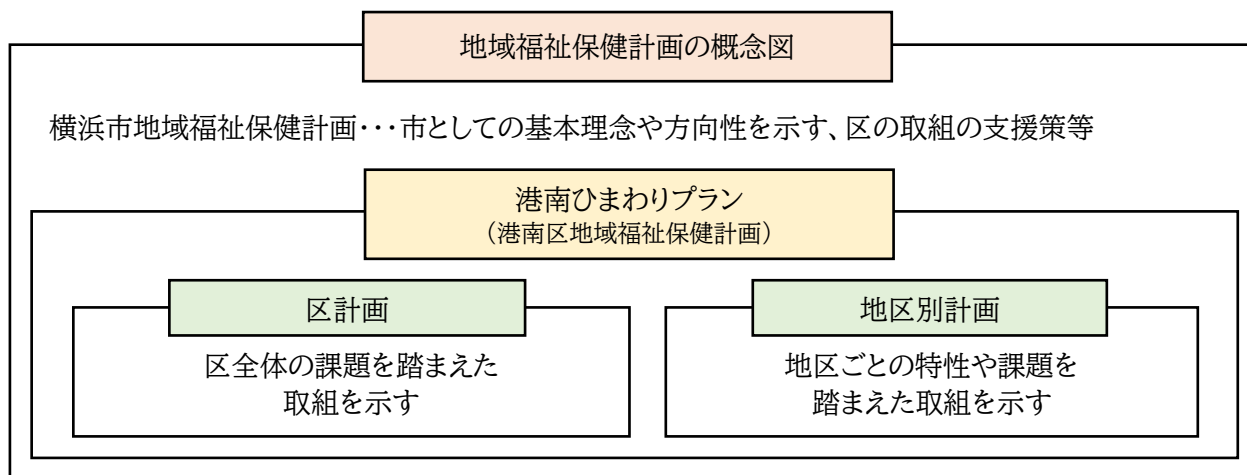 地域福祉保健計画の概念図
横浜市地域福祉保健計画・・・市としての基本理念や方向性を示す、区の取組の支援策等
港南ひまわりプラン
（港南区地域福祉保健計画）
区計画
区全体の課題を踏まえた
取組を示す
地区別計画
地区ごとの特性や課題を
踏まえた取組を示す